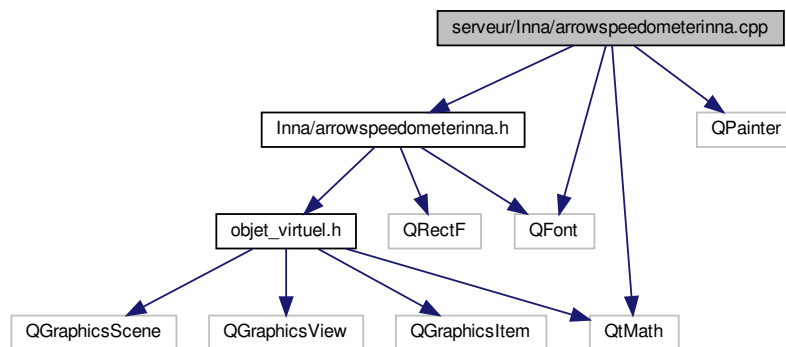 serveur/Inna/arrowspeedometerinna.cpp
Inna/arrowspeedometerinna.h
QPainter
objet_virtuel.h
QRectF
QFont
QGraphicsScene
QGraphicsView
QGraphicsItem
QtMath